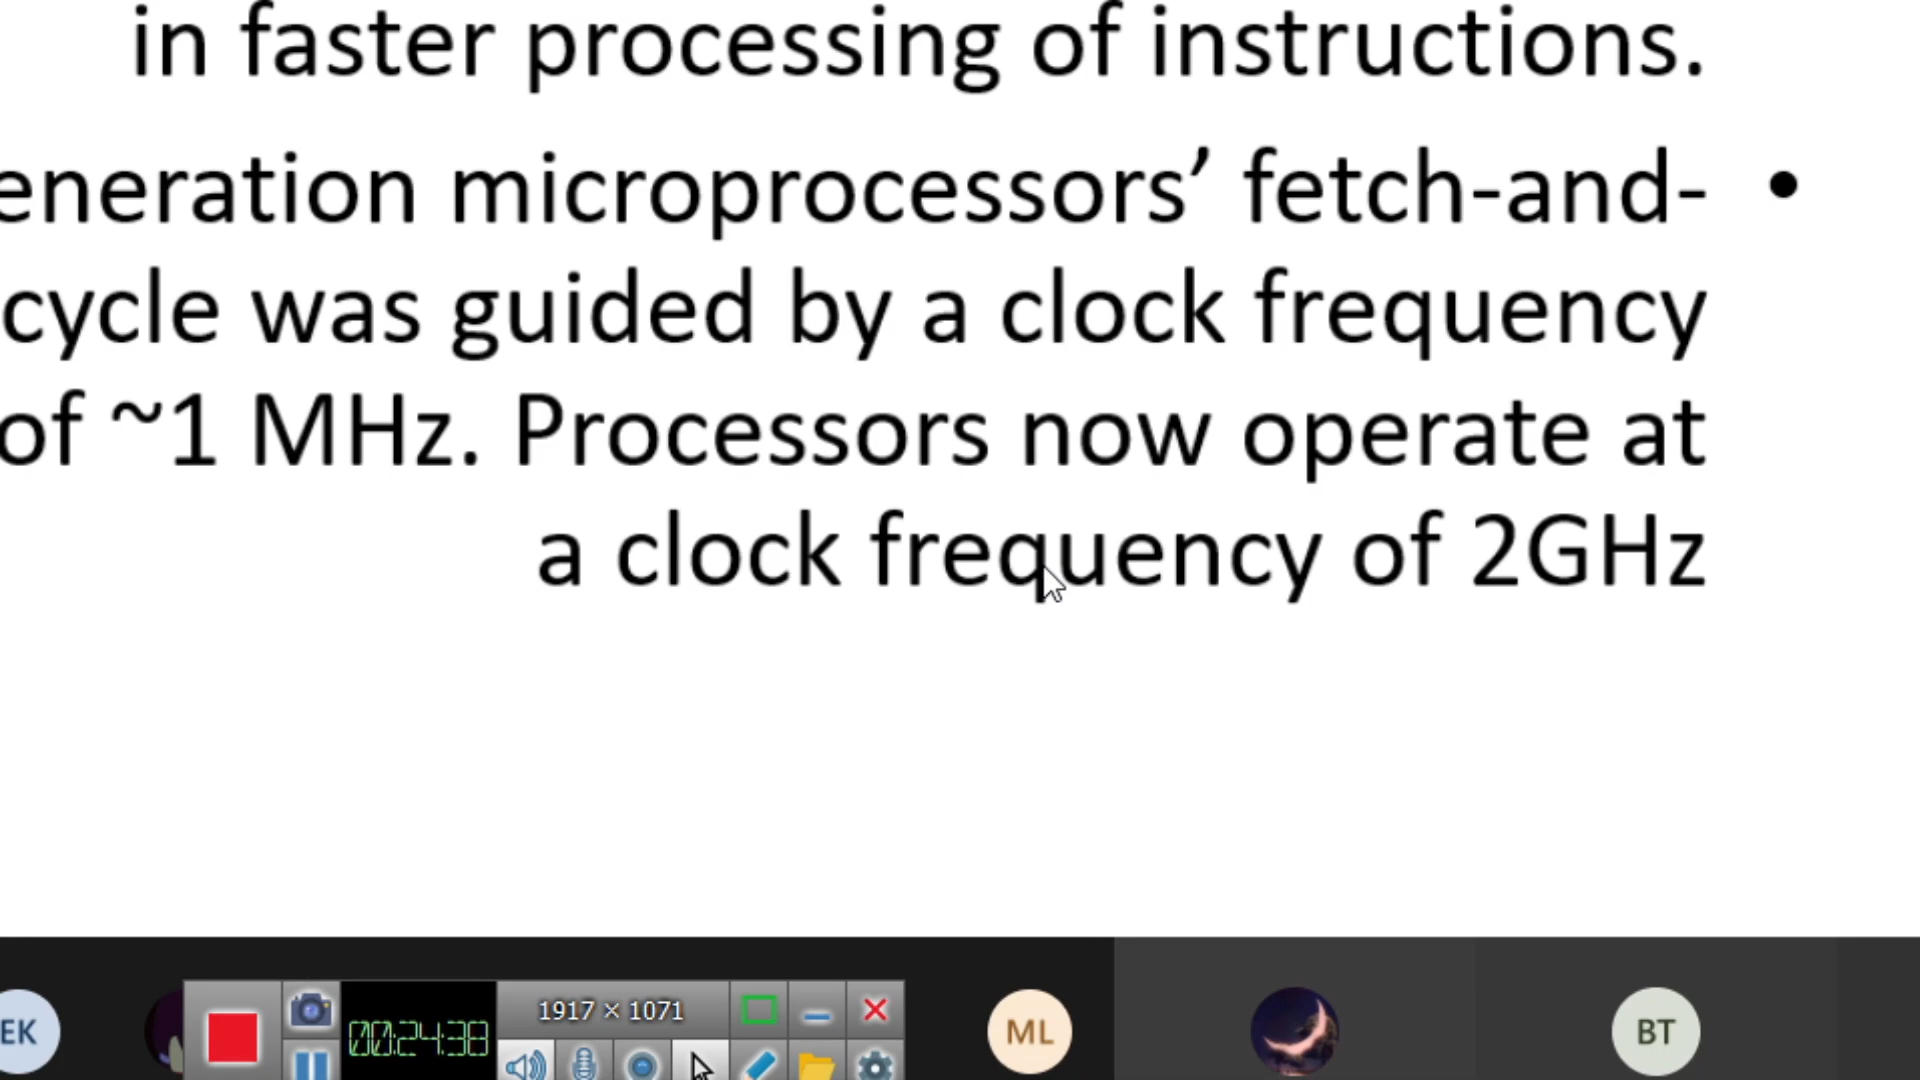 in faster processing of instructions.
eneration microprocessors’ fetch-and- •
cycle was guided by a clock frequency
of ~1 MHz. Processors now operate at
a clock frequency of 2GHz
EK
00:24:38
1917 × 1071
ML
BT